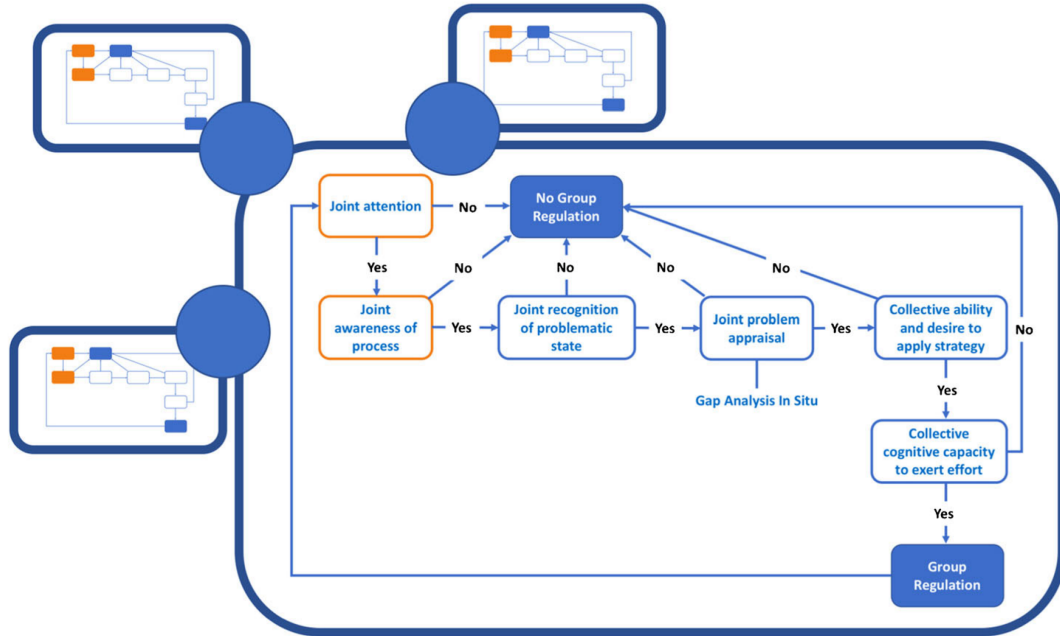 Joint attention
No
No Group
Regulation
Yes
No
No
No
No
Joint
awareness of
process
Yes
Joint recognition
of problematic
state
Yes
Joint problem
appraisal
Yes
Collective ability
and desire to
apply strategy
No
Gap Analysis In Situ
Yes
Collective
cognitive capacity
to exert effort
Yes
Group
Regulation